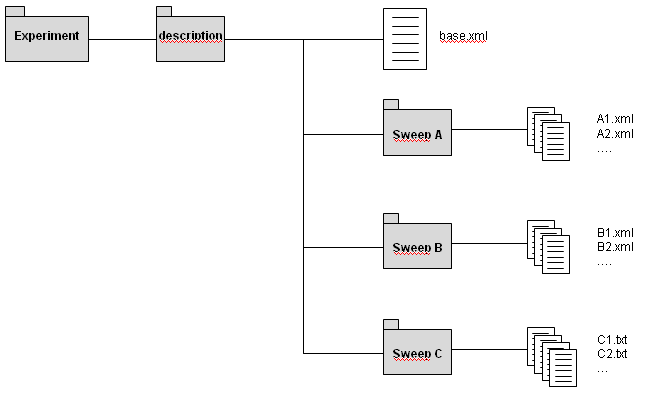 Experiment
description
base.xml
Sweep A
A1.xml
A2.xml
....
Sweep B
B1.xml
B2.xml
....
Sweep C
C1.txt
C2.txt
...